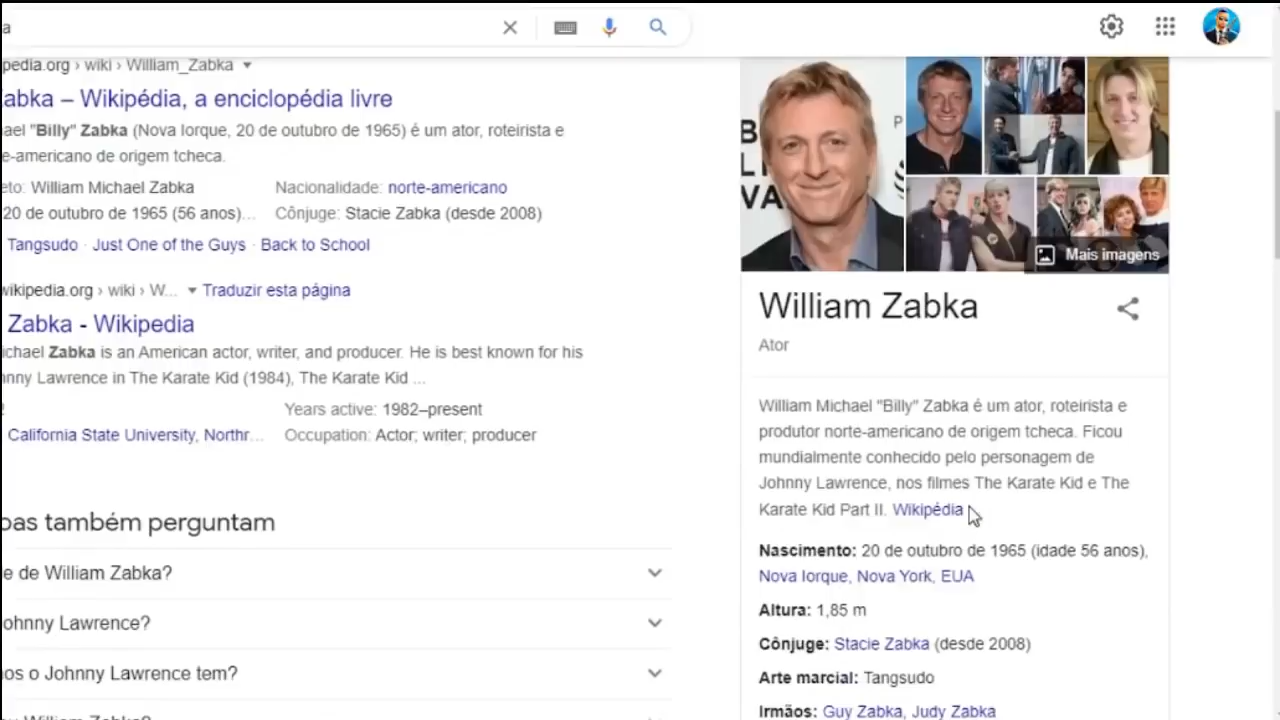 a
pedia.org › wiki › William_Zabka
abka – Wikipédia, a enciclopédia livre
ael "Billy" Zabka (Nova Iorque, 20 de outubro de 1965) é um ator, roteirista e
e-americano de origem tcheca.
eto: William Michael Zabka
Nacionalidade: norte-americano
20 de outubro de 1965 (56 anos)...
Cônjuge: Stacie Zabka (desde 2008)
Tangsudo · Just One of the Guys · Back to School
wikipedia.org › wiki › W... Traduzir esta página
Zabka - Wikipedia
ichael Zabka is an American actor, writer, and producer. He is best known for his
hnny Lawrence in The Karate Kid (1984), The Karate Kid ...
Years active: 1982–present
California State University, Northr...
Occupation: Actor; writer; producer
oas também perguntam
e de William Zabka?
ohnny Lawrence?
nos o Johnny Lawrence tem?
William Zabka?
Mais imagens
William Zabka
Ator
William Michael "Billy" Zabka é um ator, roteirista e
produtor norte-americano de origem tcheca. Ficou
mundialmente conhecido pelo personagem de
Johnny Lawrence, nos filmes The Karate Kid e The
Karate Kid Part II. Wikipédia
Nascimento: 20 de outubro de 1965 (idade 56 anos),
Nova Iorque, Nova York, EUA
Altura: 1,85 m
Cônjuge: Stacie Zabka (desde 2008)
Arte marcial: Tangsudo
Irmãos: Guy Zabka, Judy Zabka